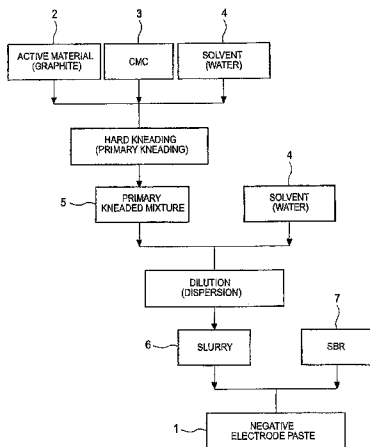 2
3
4
ACTIVE MATERIAL
(GRAPHITE)
CMC
SOLVENT
(WATER)
HARD KNEADING
(PRIMARY KNEADING)
4
5
PRIMARY
KNEADED MIXTURE
SOLVENT
(WATER)
DILUTION
(DISPERSION)
7
6
SLURRY
SBR
1
NEGATIVE
ELECTRODE PASTE